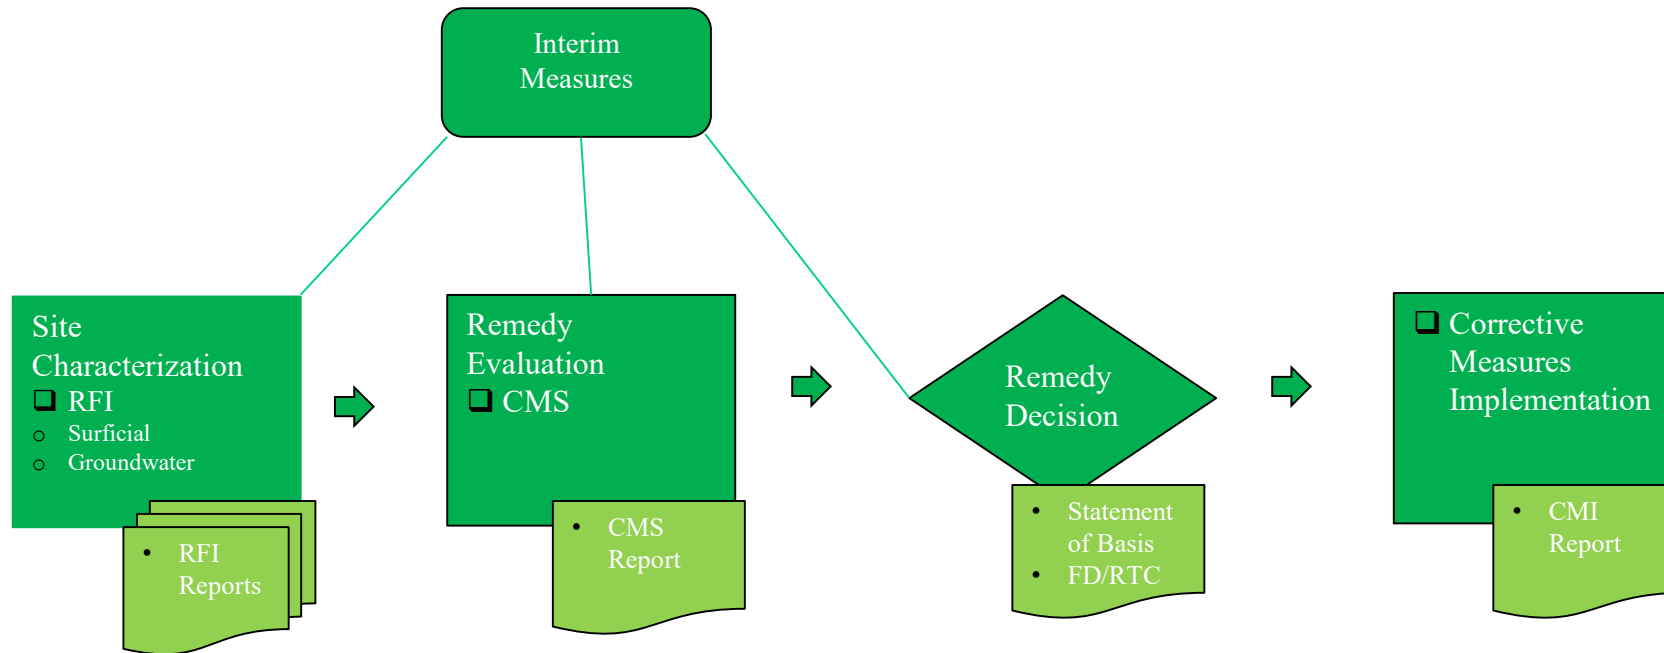 Interim
Measures
Site
Characterization
❑ RFI
o Surficial
o Groundwater
• RFI
Reports
Remedy
Evaluation
❑ CMS
• CMS
Report
Remedy
Decision
• Statement
of Basis
• FD/RTC
❑ Corrective
Measures
Implementation
• CMI
Report